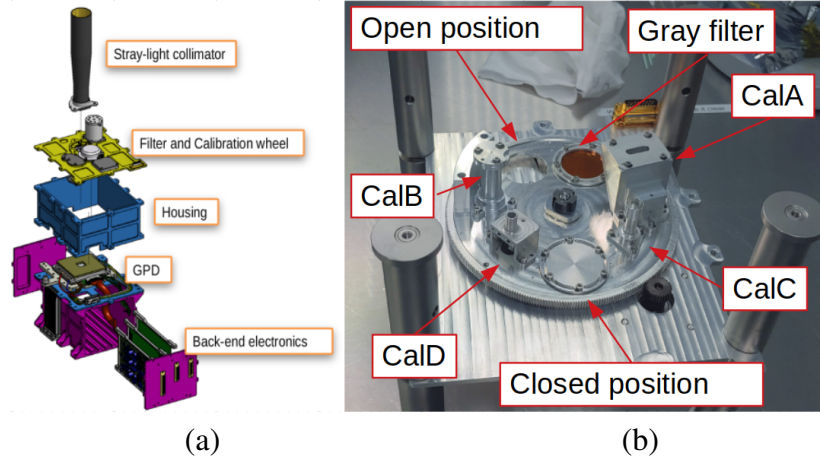 Stray-light collimator
Filter and Calibration wheel
Housing
GPD
Back-end electronics
(a)
Open position
Gray filter
CalA
CalB
CalC
CalD
Closed position
(b)